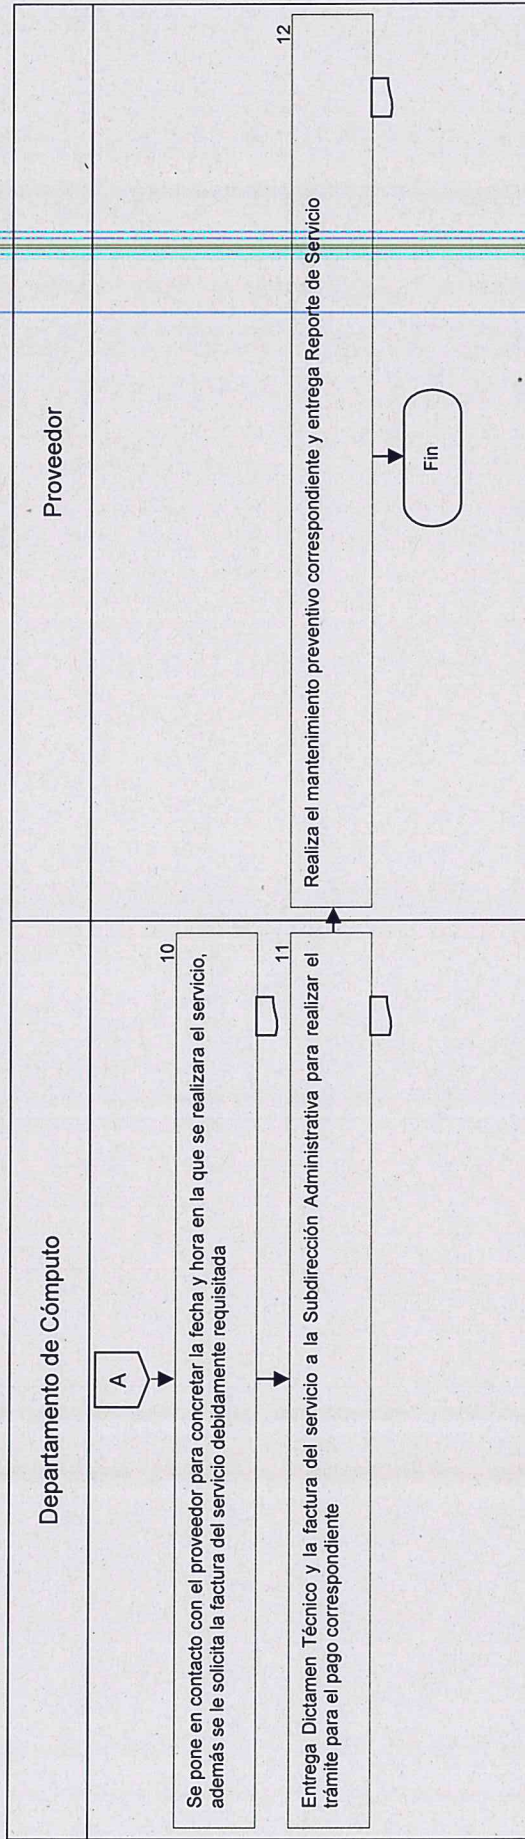 Departamento de Cómputo
Proveedor
A
10
Se pone en contacto con el proveedor para concretar la fecha y hora en la que se realizara el servicio,
además se le solicita la factura del servicio debidamente requisitada
11
Entrega Dictamen Técnico y la factura del servicio a la Subdirección Administrativa para realizar el
trámite para el pago correspondiente
12
Realiza el mantenimiento preventivo correspondiente y entrega Reporte de Servicio
Fin